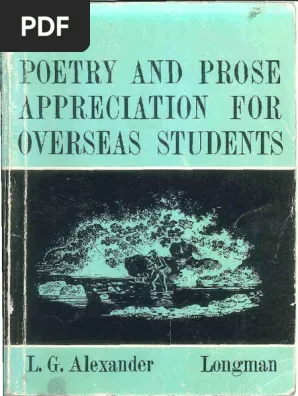 PDF
POETRY AND PROSE
APPRECIATION FOR
OVERSEAS STUDENTS
L. G. Alexander Longman